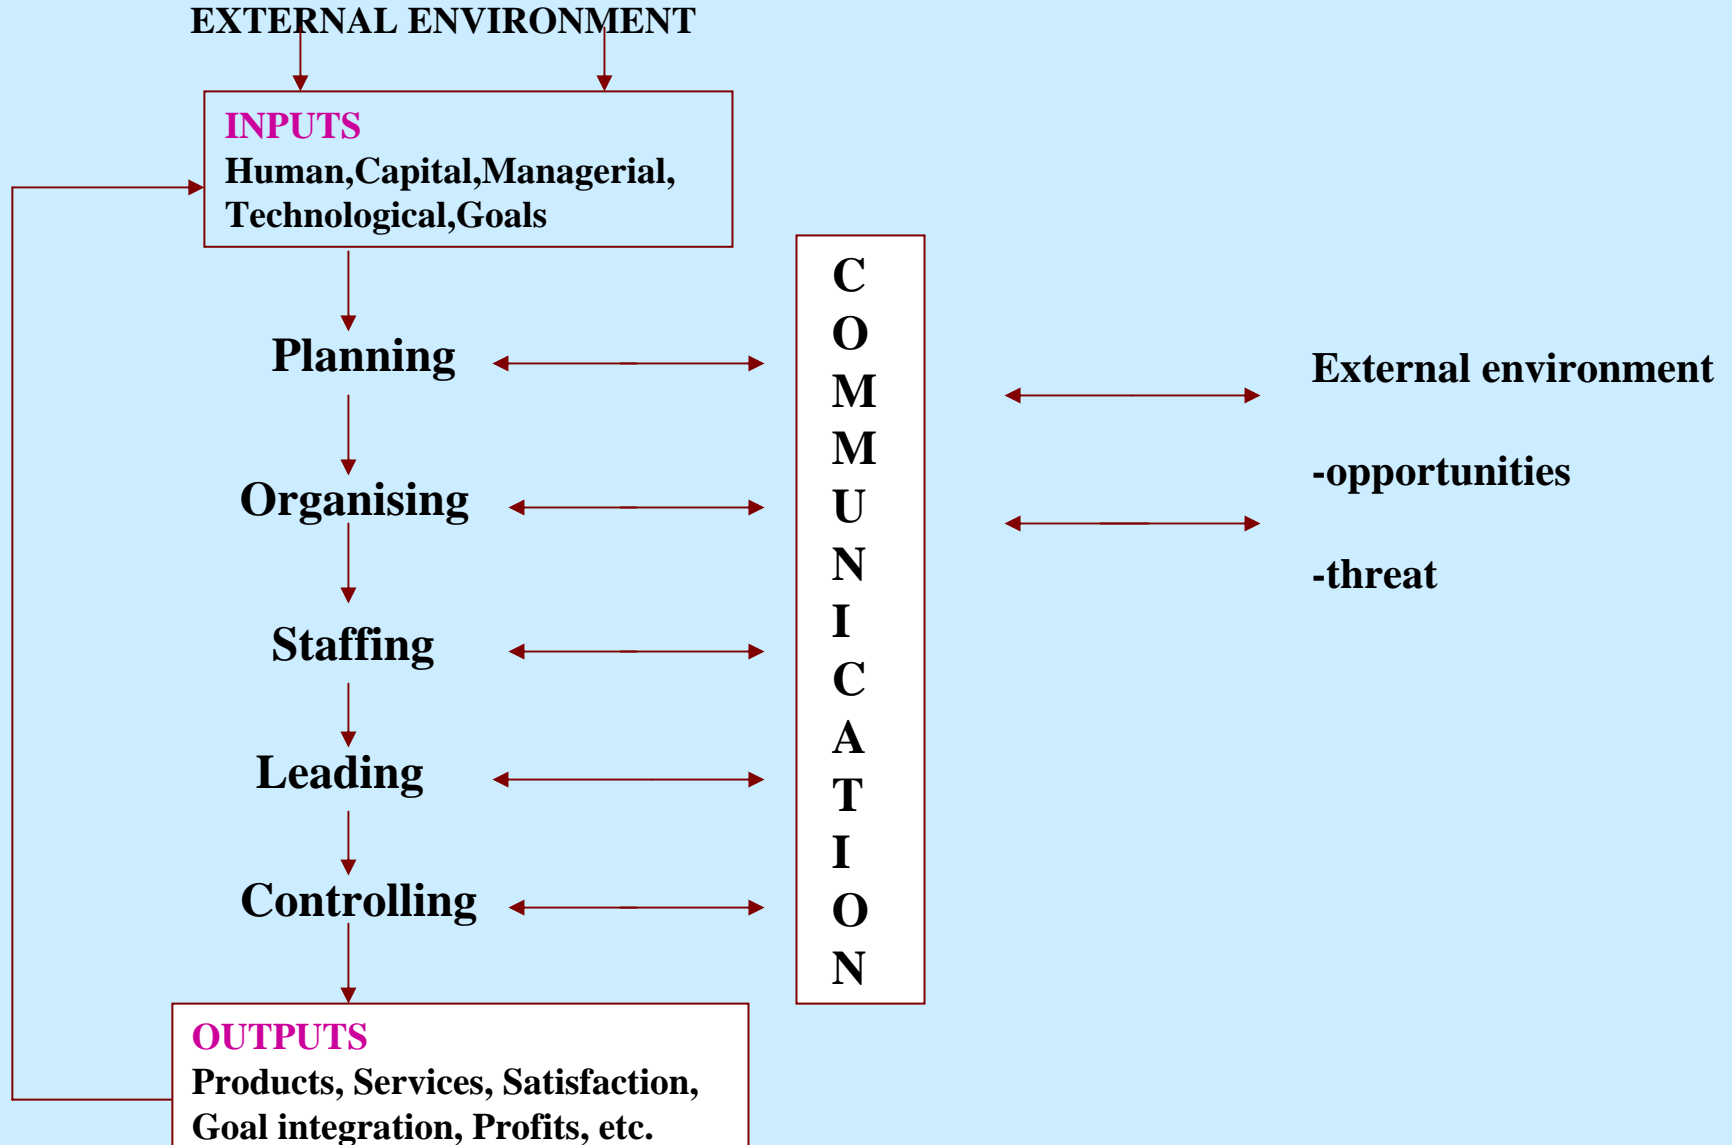 EXTERNAL ENVIRONMENT
INPUTS
Human,Capital,Managerial,
Technological,Goals
Planning
Organising
Staffing
Leading
Controlling
OUTPUTS
Products, Services, Satisfaction,
Goal integration, Profits, etc.
C
O
M
M
U
N
I
C
A
T
I
O
N
External environment
-opportunities
-threat